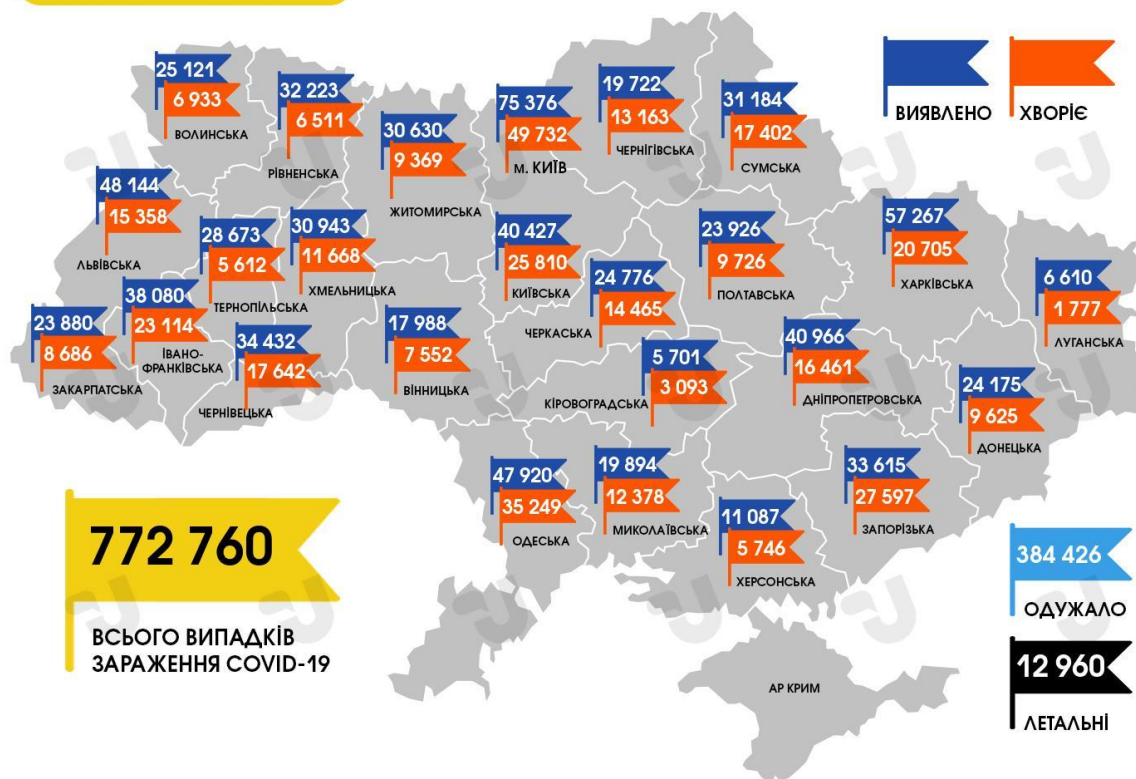 25 121
6 933
ВОЛИНСЬКА
32 223
6 511
РІВНЕНСЬКА
30 630
9 369
ЖИТОМИРСЬКА
75 376
49 732
м. КИЇВ
19 722
13 163
ЧЕРНІГІВСЬКА
31 184
17 402
СУМСЬКА
ВИЯВЛЕНО
ХВОРІЄ
48 144
15 358
ЛЬВІВСЬКА
28 673
5 612
ТЕРНОПІЛЬСЬКА
30 943
11 668
ХМЕЛЬНИЦЬКА
40 427
25 810
КИЇВСЬКА
24 776
14 465
ЧЕРКАСЬКА
23 926
9 726
ПОЛТАВСЬКА
57 267
20 705
ХАРКІВСЬКА
6 610
1 777
ЛУГАНСЬКА
23 880
8 686
ЗАКАРПАТСЬКА
38 080
23 114
ІВАНО-
ФРАНКІВСЬКА
34 432
17 642
ЧЕРНІВЕЦЬКА
17 988
7 552
ВІННИЦЬКА
5 701
3 093
КІРОВОГРАДСЬКА
40 966
16 461
ДНІПРОПЕТРОВСЬКА
24 175
9 625
ДОНЕЦЬКА
47 920
35 249
ОДЕСЬКА
19 894
12 378
МИКОЛАЇВСЬКА
11 087
5 746
ХЕРСОНСЬКА
33 615
27 597
ЗАПОРІЗЬКА
772 760
ВСЬОГО ВИПАДКІВ
ЗАРАЖЕННЯ COVID-19
384 426
ОДУЖАЛО
12 960
ЛЕТАЛЬНІ
АР КРИМ